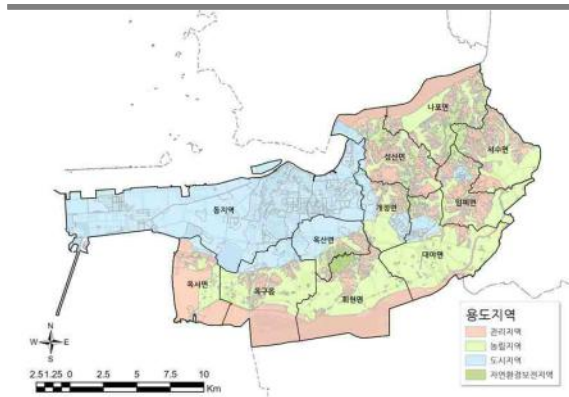 나포면
서수면
성산면
임피면
개정면
동지역
옥산면
대야면
옥서면
옥구읍
회현면
용도지역
관리지역
농림지역
도시지역
자연환경보전지역
N
W E
S
2.5 1.25 0 2.5 5 7.5 10
Km